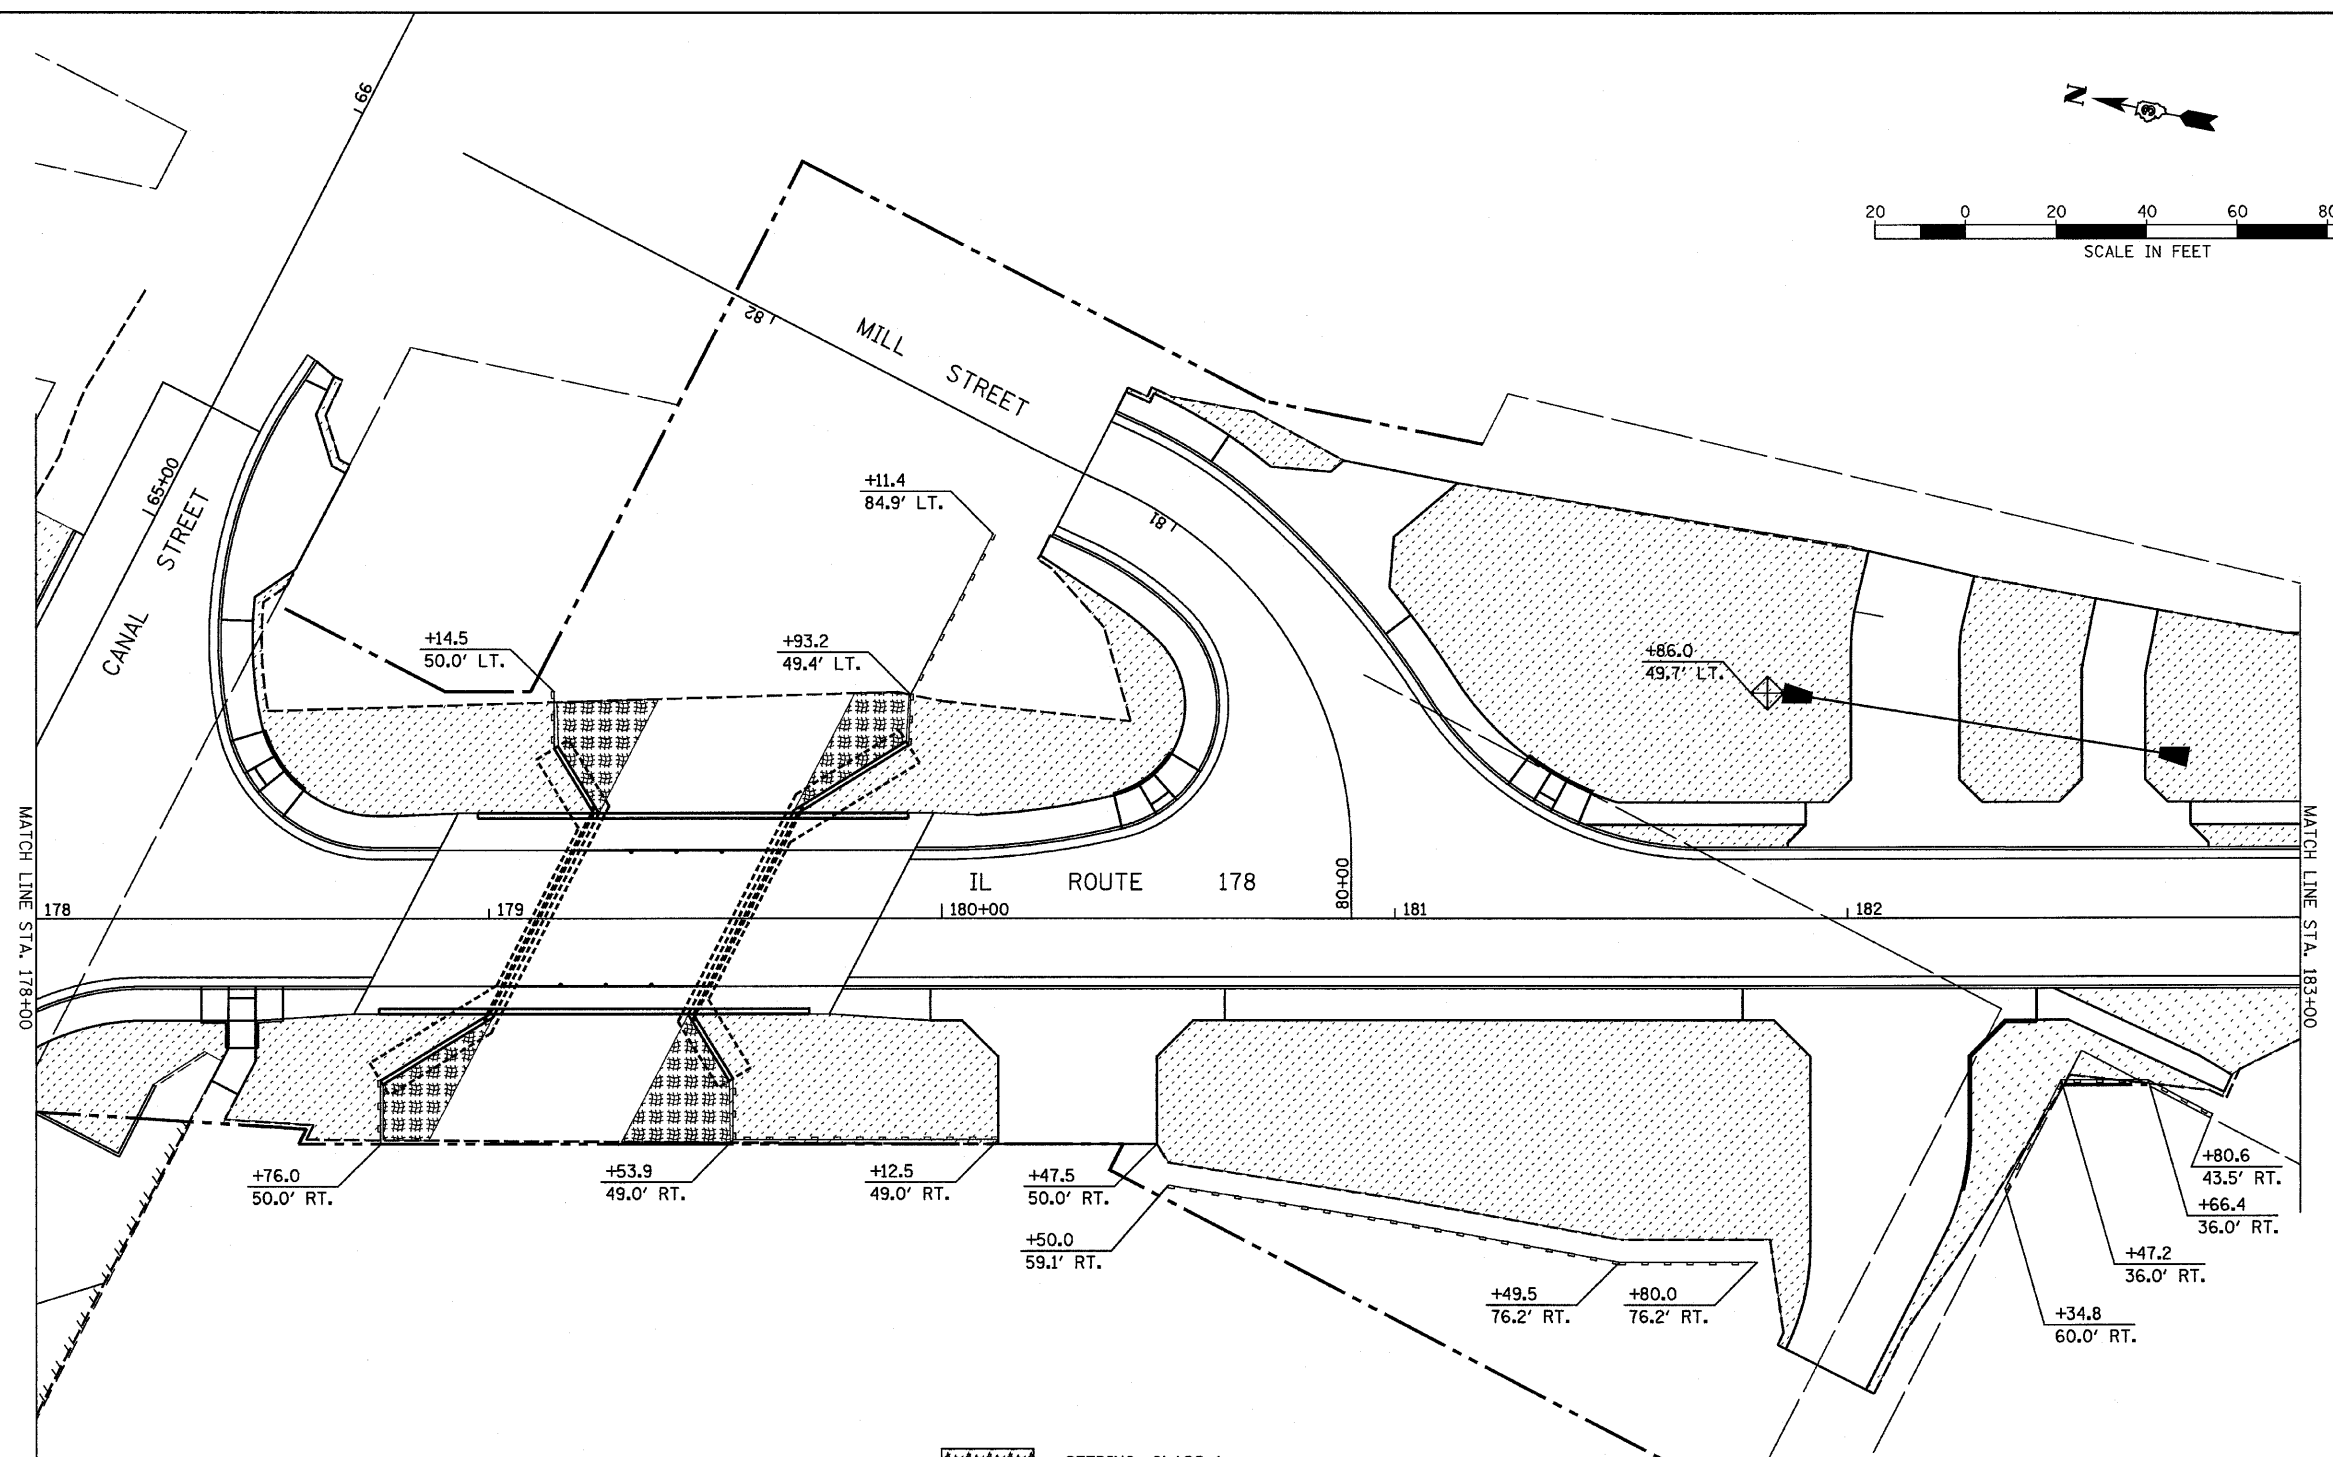 66
N
20 0 20 40 60 80
SCALE IN FEET
82
MILL
STREET
+11.4
84.9' LT.
65+00
CANAL STREET
81
+14.5
50.0' LT.
+93.2
49.4' LT.
+86.0
49.7' LT.
MATCH LINE STA. 178+00
MATCH LINE STA. 183+00
80+00
IL ROUTE 178
178
179
180+00
181
182
+76.0
50.0' RT.
+53.9
49.0' RT.
+12.5
49.0' RT.
+47.5
50.0' RT.
+50.0
59.1' RT.
+49.5
76.2' RT.
+80.0
76.2' RT.
+80.6
43.5' RT.
+66.4
36.0' RT.
+47.2
36.0' RT.
+34.8
60.0' RT.